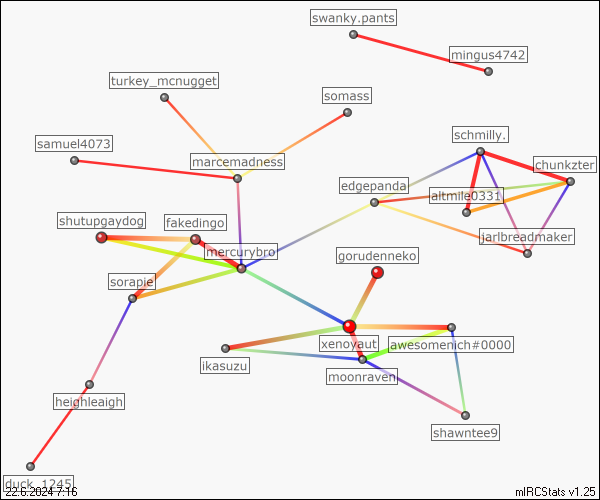 swanky.pants
mingus4742
turkey_mcnugget
somass
schmilly.
samuel4073
marcemadness
chunkzter
edgepanda
altmile0331
shutupgaydog
fakedingo
jarlbreadmaker
mercurybro
gorudenneko
sorapie
xenoyaut
awesomenich#0000
ikasuzu
moonraven
heighleaigh
shawntee9
duck_1245
22.6.2024 7:16
mIRCStats v1.25